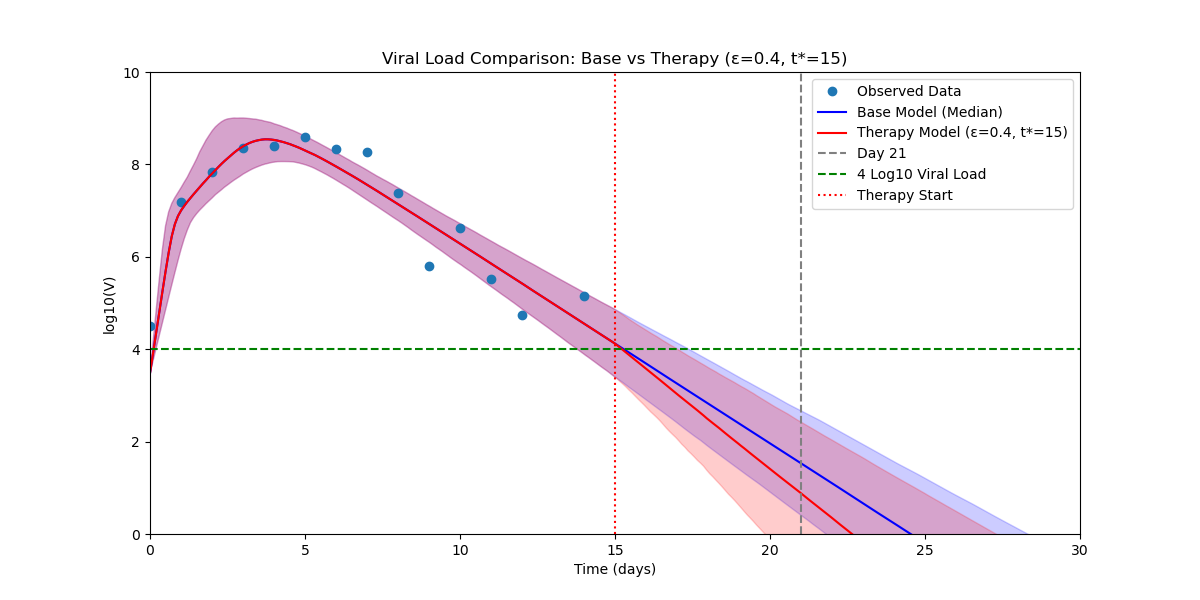 Viral Load Comparison: Base vs Therapy (ε=0.4, t*=15)
10
8
6
4
2
0
log10(V)
Observed Data
Base Model (Median)
Therapy Model (ε=0.4, t*=15)
Day 21
4 Log10 Viral Load
Therapy Start
0 5 10 15 20 25 30
Time (days)